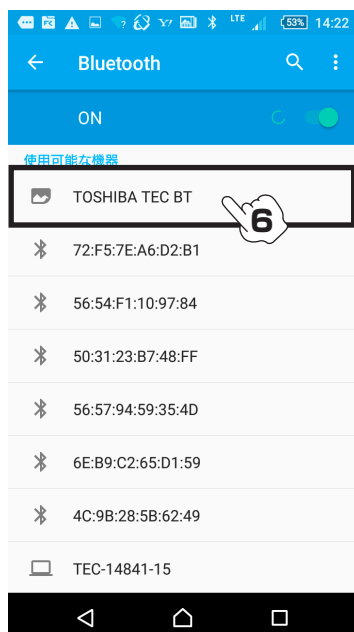 LTE 53% 14:22
Bluetooth
ON
使用可能な機器
TOSHIBA TEC BT
6
72:F5:7E:A6:D2:B1
56:54:F1:10:97:84
50:31:23:B7:48:FF
56:57:94:59:35:4D
6E:B9:C2:65:D1:59
4C:9B:28:5B:62:49
TEC-14841-15